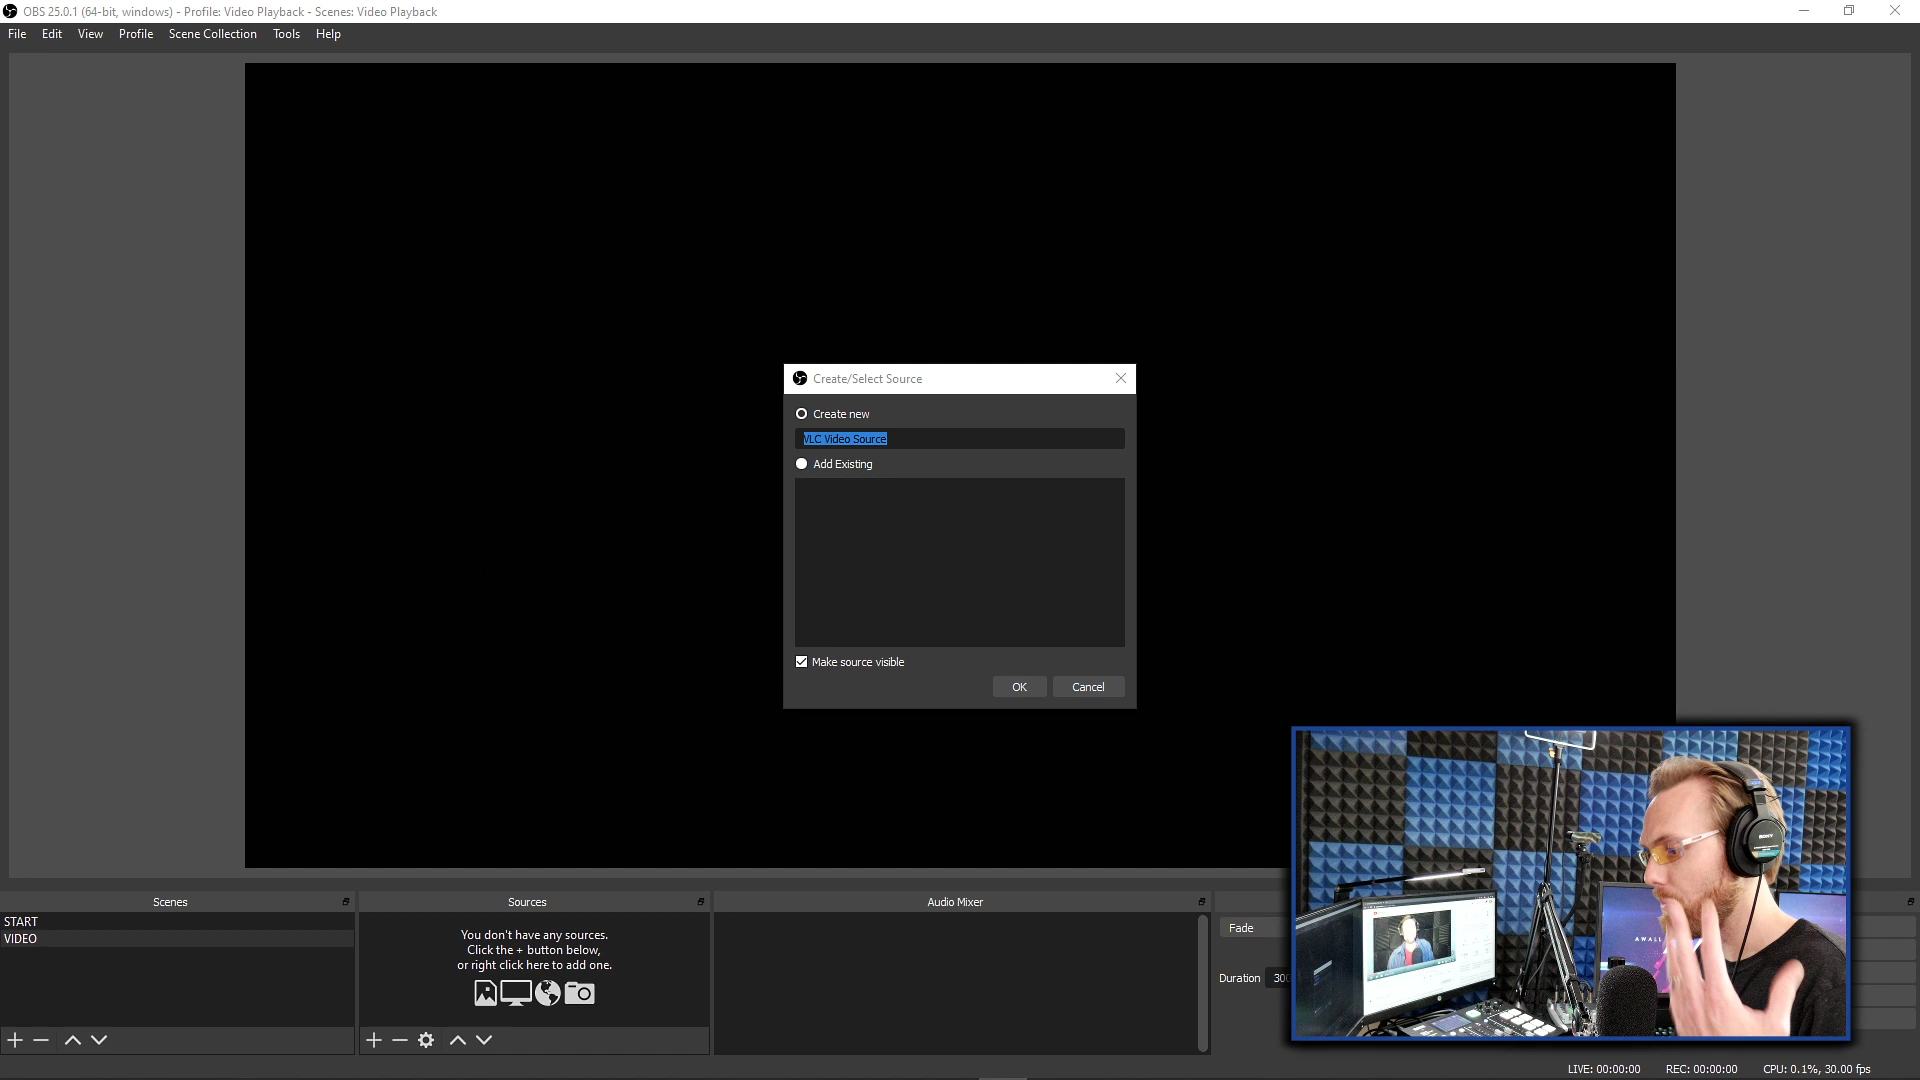 OBS 25.0.1 (64-bit, windows) - Profile: Video Playback - Scenes: Video Playback
File Edit View Profile Scene Collection Tools Help
Create/Select Source
Create new
VLC Video Source
Add Existing
Make source visible
OK Cancel
Scenes
START
VIDEO
Sources
You don't have any sources.
Click the + button below,
or right click here to add one.
Audio Mixer
Fade
Duration 300
SONY
LIVE: 00:00:00 REC: 00:00:00 CPU: 0.1%, 30.00 fps